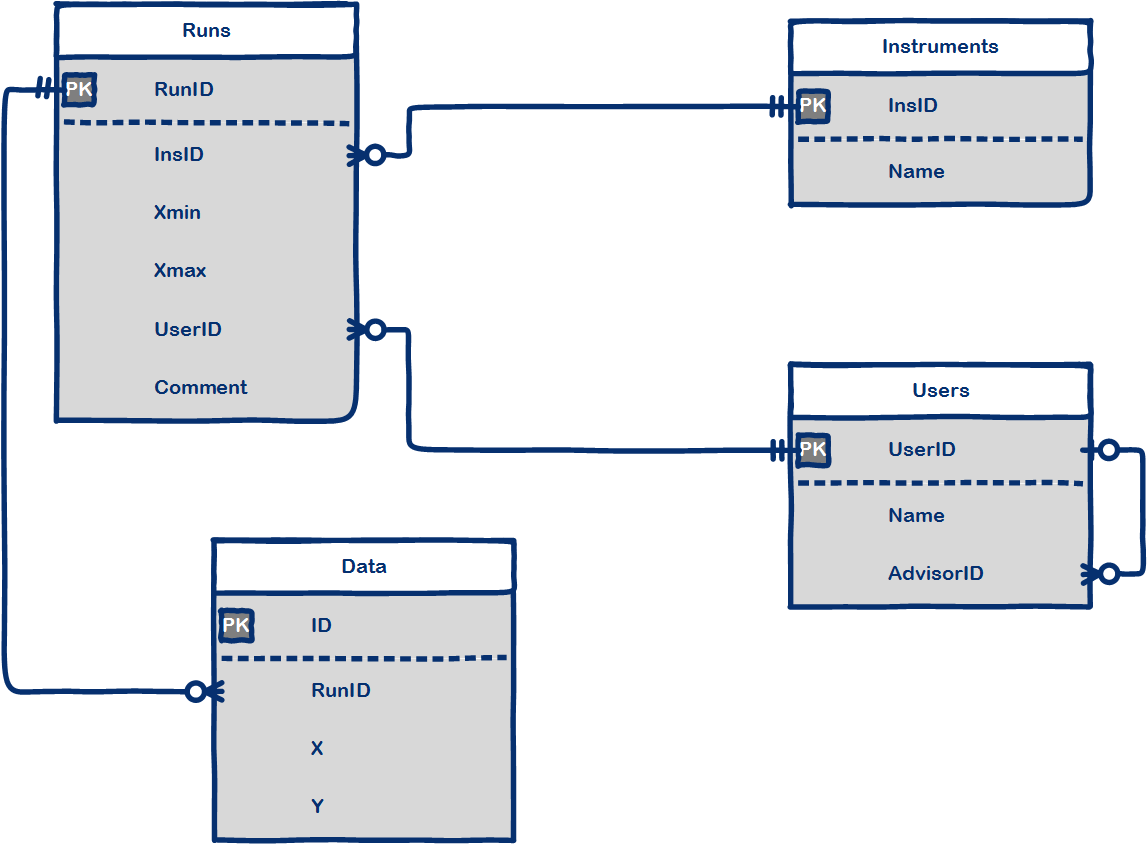 Runs
PK RunID
InsID
Xmin
Xmax
UserID
Comment
Instruments
PK InsID
Name
Users
PK UserID
Name
AdvisorID
Data
PK ID
RunID
X
Y